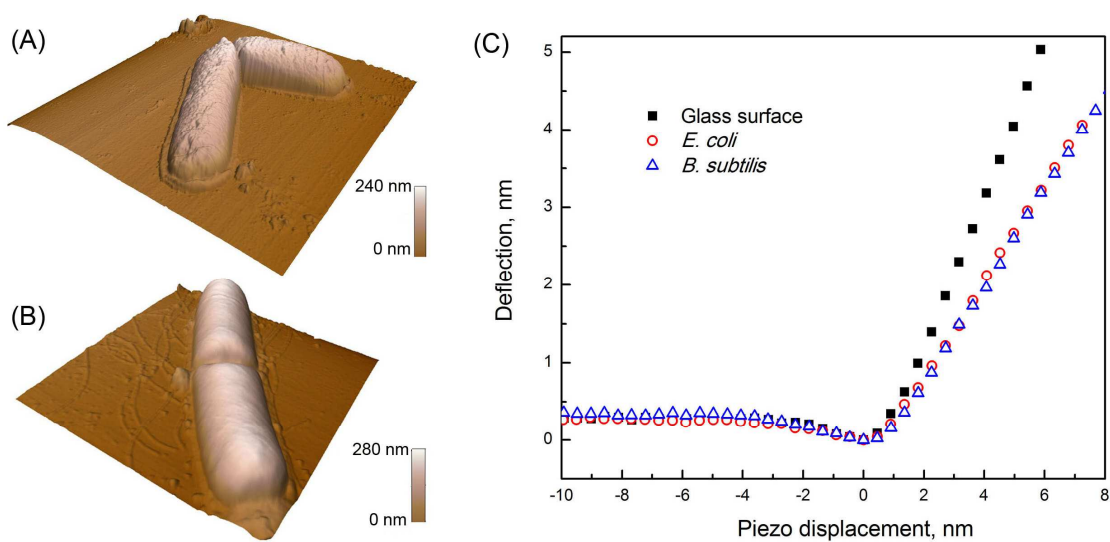 (A)
240 nm
0 nm
(B)
280 nm
0 nm
(C)
Deflection, nm
5
4
3
2
1
0
Glass surface
E. coli
B. subtilis
-10 -8 -6 -4 -2 0 2 4 6 8
Piezo displacement, nm